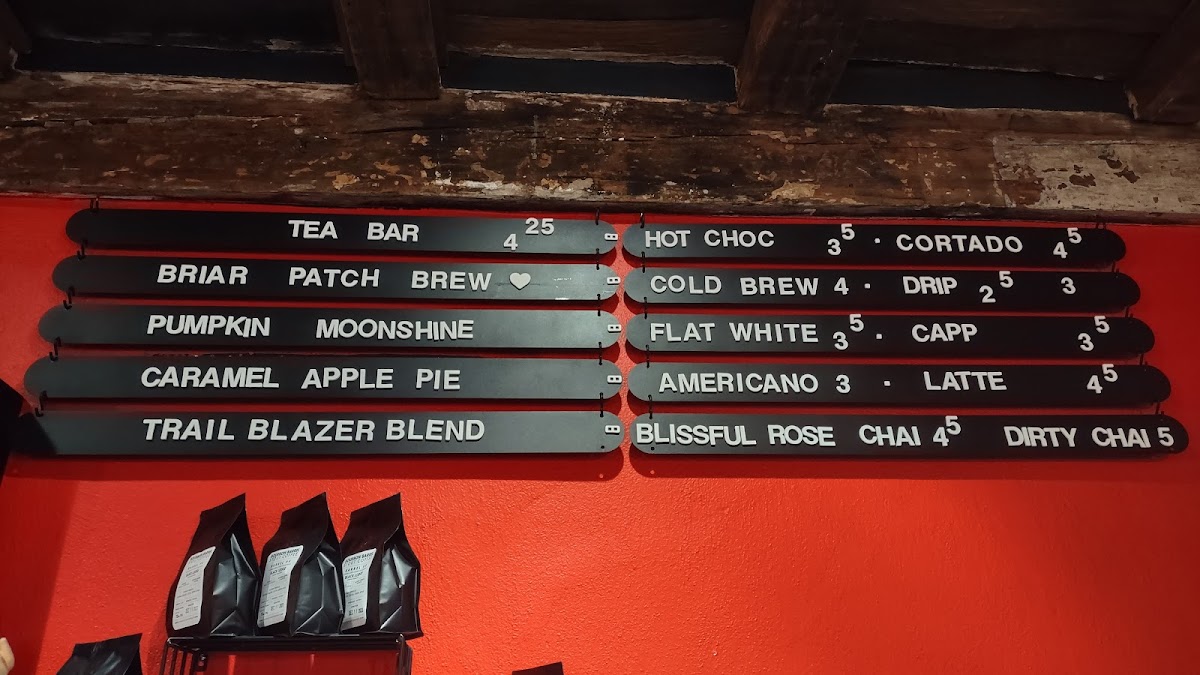 TEA BAR 4 25
BRIAR PATCH BREW
PUMPKIN MOONSHINE
CARAMEL APPLE PIE
TRAIL BLAZER BLEND
HOT CHOC 3 5 · CORTADO 4 5
COLD BREW 4 · DRIP 2 5 3
FLAT WHITE 3 5 · CAPP 3 5
AMERICANO 3 · LATTE 4 5
BLISSFUL ROSE CHAI 4 5 DIRTY CHAI 5